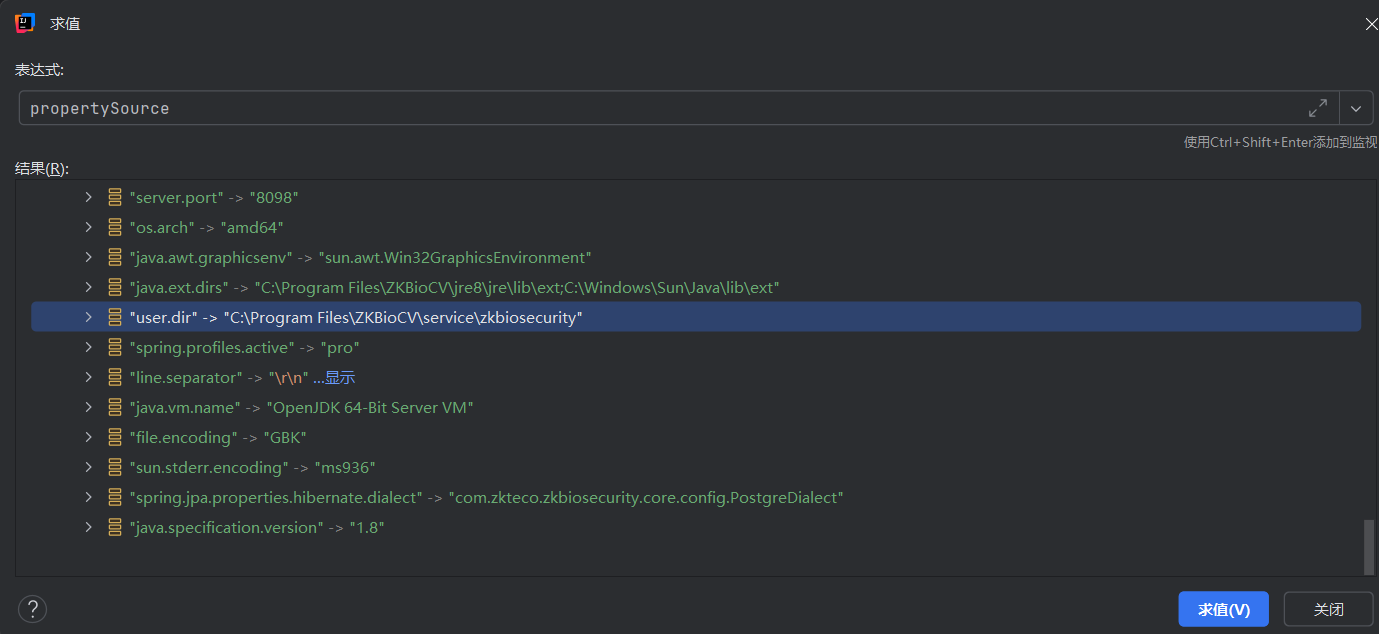 求值
表达式:
propertySource
使用Ctrl+Shift+Enter添加到监视
结果(R):
"server.port" -> "8098"
"os.arch" -> "amd64"
"java.awt.graphicsenv" -> "sun.awt.Win32GraphicsEnvironment"
"java.ext.dirs" -> "C:\Program Files\ZKBioCV\jre8\jre\lib\ext;C:\Windows\Sun\Java\lib\ext"
"user.dir" -> "C:\Program Files\ZKBioCV\service\zkbiosecurity"
"spring.profiles.active" -> "pro"
"line.separator" -> "\r\n" ...显示
"java.vm.name" -> "OpenJDK 64-Bit Server VM"
"file.encoding" -> "GBK"
"sun.stderr.encoding" -> "ms936"
"spring.jpa.properties.hibernate.dialect" -> "com.zkteco.zkbiosecurity.core.config.PostgreDialect"
"java.specification.version" -> "1.8"
? 求值(V) 关闭